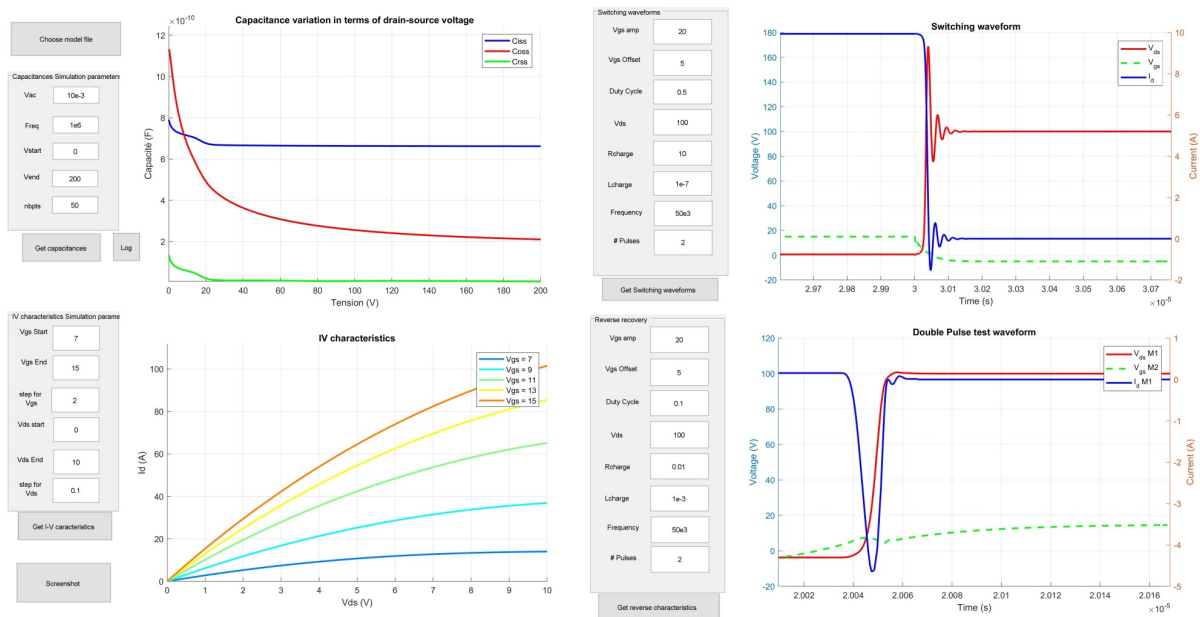 Choose model file
Capacitances Simulation parameters
Vac
10e-3
Freq
1e6
Vstart
0
Vend
200
nbpts
50
Get capacitances
Log
Capacitance variation in terms of drain-source voltage
×10^-10
Ciss
Coss
Crss
12
10
8
6
4
2
Capacité (F)
0 20 40 60 80 100 120 140 160 180 200
Tension (V)
Switching waveforms
Vgs amp
20
Vgs Offset
5
Duty Cycle
0.5
Vds
100
Rcharge
10
Lcharge
1e-7
Frequency
50e3
# Pulses
2
Get Switching waveforms
Switching waveform
V_ds
V_gs
I_d
180
160
140
120
100
80
60
40
20
0
-20
Voltage (V)
10
8
6
4
2
0
-2
Current (A)
2.97 2.98 2.99 3 3.01 3.02 3.03 3.04 3.05 3.06 3.07
Time (s)
×10^-5
IV characteristics Simulation parame
Vgs Start
7
Vgs End
15
step for
Vgs
2
Vds start
0
Vds End
10
step for
Vds
0.1
Get I-V caracteristics
Screenshot
IV characteristics
Vgs = 7
Vgs = 9
Vgs = 11
Vgs = 13
Vgs = 15
100
80
60
40
20
0
Id (A)
0 1 2 3 4 5 6 7 8 9 10
Vds (V)
Reverse recovery
Vgs amp
20
Vgs Offset
5
Duty Cycle
0.1
Vds
100
Rcharge
0.01
Lcharge
1e-3
Frequency
50e3
# Pulses
2
Get reverse characteristics
Double Pulse test waveform
V_ds M1
V_gs M2
I_d M1
120
100
80
60
40
20
0
-20
Voltage (V)
1
0
-1
-2
-3
-4
-5
Current (A)
2.002 2.004 2.006 2.008 2.01 2.012 2.014 2.016
Time (s)
×10^-5